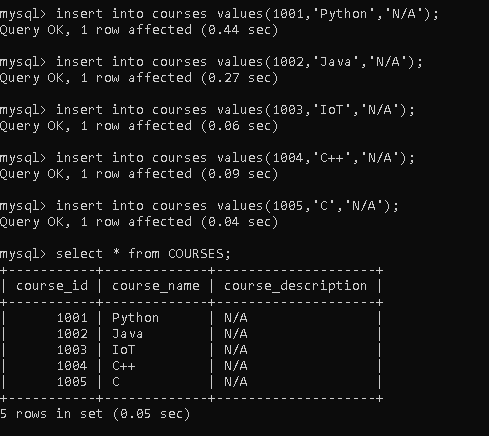 mysql> insert into courses values(1001,'Python','N/A');
Query OK, 1 row affected (0.44 sec)
mysql> insert into courses values(1002,'Java','N/A');
Query OK, 1 row affected (0.27 sec)
mysql> insert into courses values(1003,'IoT','N/A');
Query OK, 1 row affected (0.06 sec)
mysql> insert into courses values(1004,'C++','N/A');
Query OK, 1 row affected (0.09 sec)
mysql> insert into courses values(1005,'C','N/A');
Query OK, 1 row affected (0.04 sec)
mysql> select * from COURSES;
+-----------+-------------+--------------------+
| course_id | course_name | course_description |
+-----------+-------------+--------------------+
|      1001 | Python      | N/A                |
|      1002 | Java        | N/A                |
|      1003 | IoT         | N/A                |
|      1004 | C++         | N/A                |
|      1005 | C           | N/A                |
+-----------+-------------+--------------------+
5 rows in set (0.05 sec)